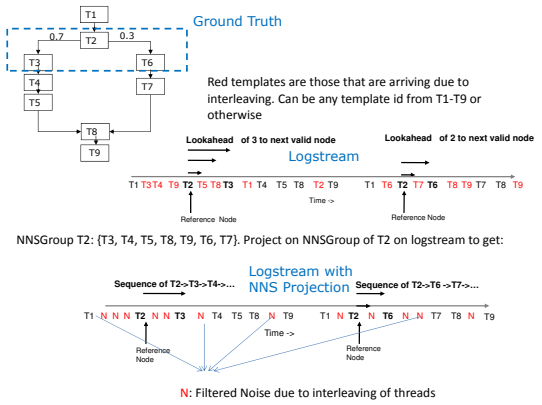 Ground Truth
T1
0.7
T2
0.3
T3
T6
T4
T7
T5
T8
T9
Red templates are those that are arriving due to
interleaving. Can be any template id from T1-T9 or
otherwise
Lookahead of 3 to next valid node
Lookahead of 2 to next valid node
Logstream
T1 T3 T4 T9 T2 T5 T8 T3 T1 T4 T5 T8 T2 T9 T1 T6 T2 T7 T6 T8 T9 T7 T8 T9
Time ->
Reference Node
Reference Node
NNSGroup T2: {T3, T4, T5, T8, T9, T6, T7}. Project on NNSGroup of T2 on logstream to get:
Logstream with
NNS Projection
Sequence of T2->T3->T4->...
Sequence of T2->T6 ->T7->...
T1 N N N T2 N N T3 N T4 T5 T8 N T9 T1 N T2 N T6 N N T7 T8 N T9
Time ->
Reference
Node
Reference
Node
N: Filtered Noise due to interleaving of threads